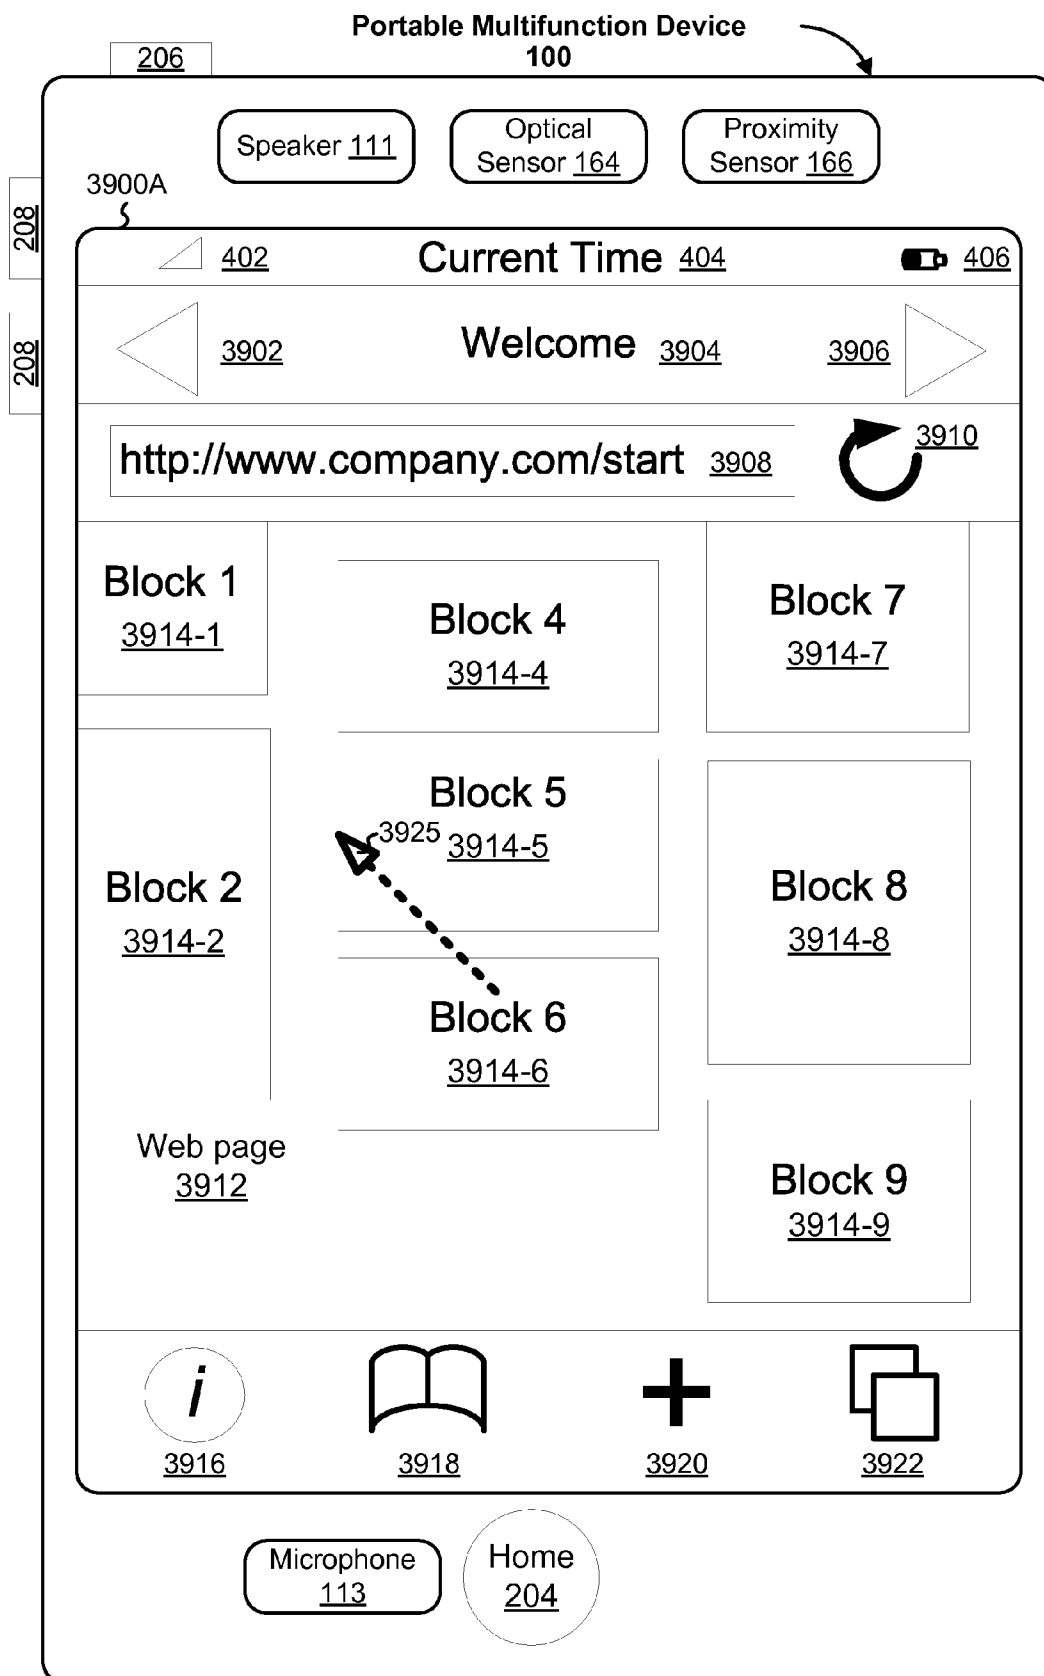 Portable Multifunction Device
100
206
Speaker 111
Optical
Sensor 164
Proximity
Sensor 166
3900A
208
208
402
Current Time 404
406
3902
Welcome 3904
3906
http://www.company.com/start 3908
3910
Block 1
3914-1
Block 4
3914-4
Block 7
3914-7
Block 5
3925
3914-5
Block 2
3914-2
Block 8
3914-8
Block 6
3914-6
Web page
3912
Block 9
3914-9
i
3916
3918
3920
3922
Microphone
113
Home
204